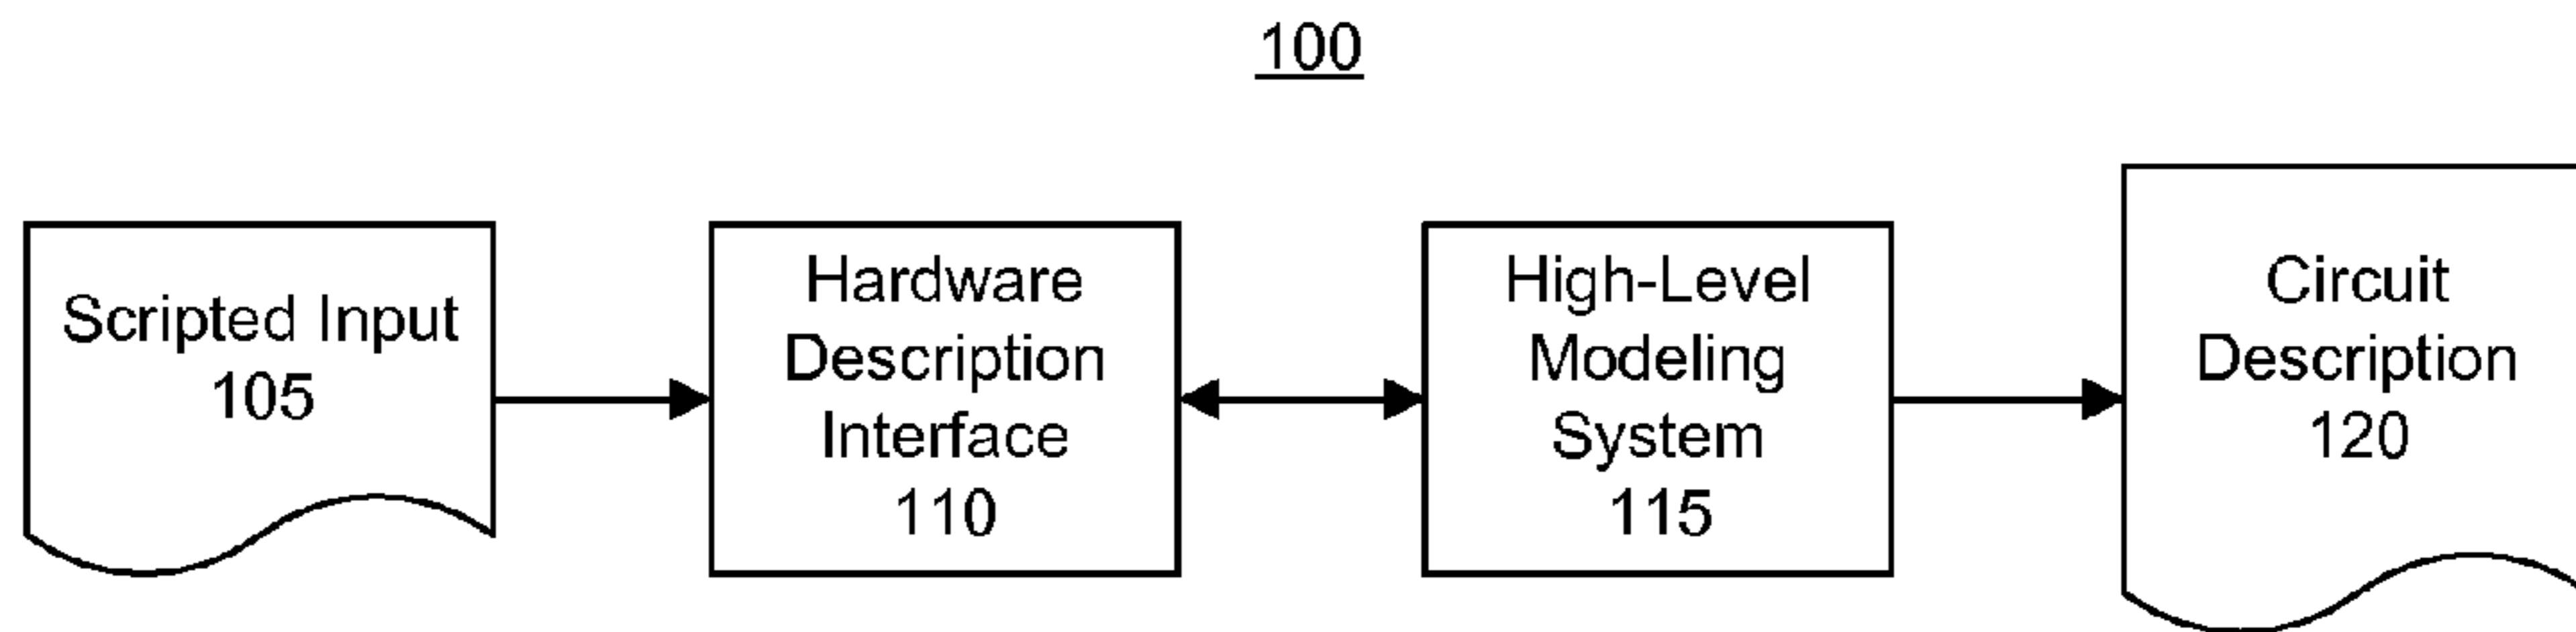 100
Scripted Input
105
Hardware
Description
Interface
110
High-Level
Modeling
System
115
Circuit
Description
120